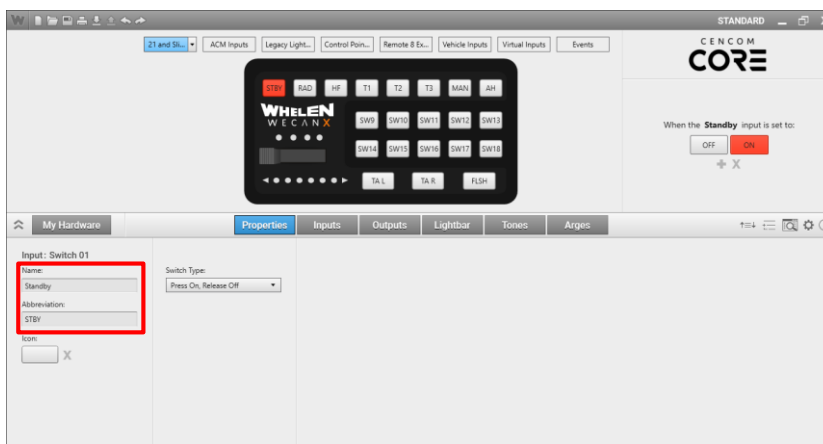 W STANDARD
21 and Sli... ACM Inputs Legacy Light... Control Poin... Remote 8 Ex... Vehicle Inputs Virtual Inputs Events
CENCOM
CORE
STBY RAD HF T1 T2 T3 MAN AH
WHELEN
WECANX
SW9 SW10 SW11 SW12 SW13
SW14 SW15 SW16 SW17 SW18
TA L TA R FLSH
When the Standby input is set to:
OFF ON
+ X
My Hardware Properties Inputs Outputs Lightbar Tones Arges
Input: Switch 01
Name:
Standby
Abbreviation:
STBY
Icon:
X
Switch Type:
Press On, Release Off